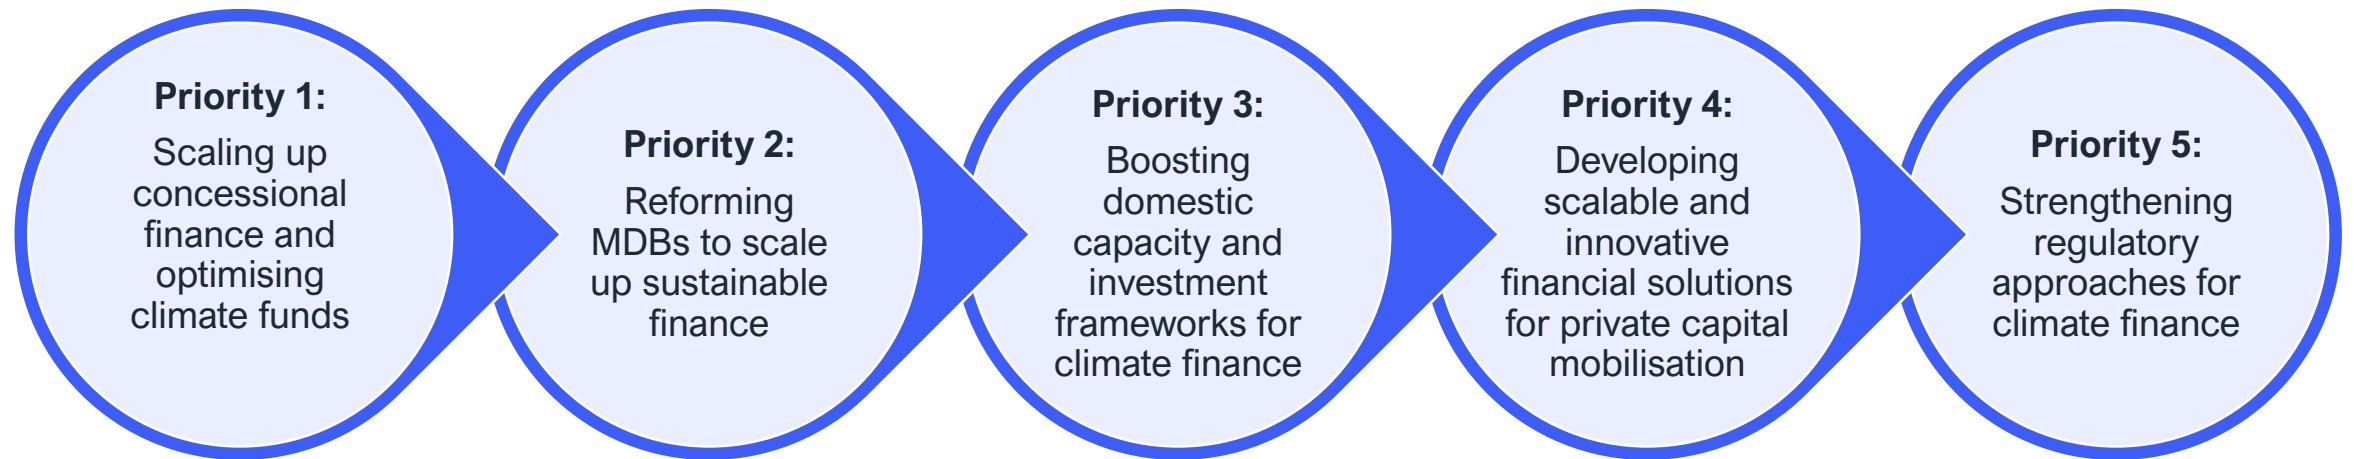 Priority 1:
Scaling up
concessional
finance and
optimising
climate funds
Priority 2:
Reforming
MDBs to scale
up sustainable
finance
Priority 3:
Boosting
domestic
capacity and
investment
frameworks for
climate finance
Priority 4:
Developing
scalable and
innovative
financial solutions
for private capital
mobilisation
Priority 5:
Strengthening
regulatory
approaches for
climate finance